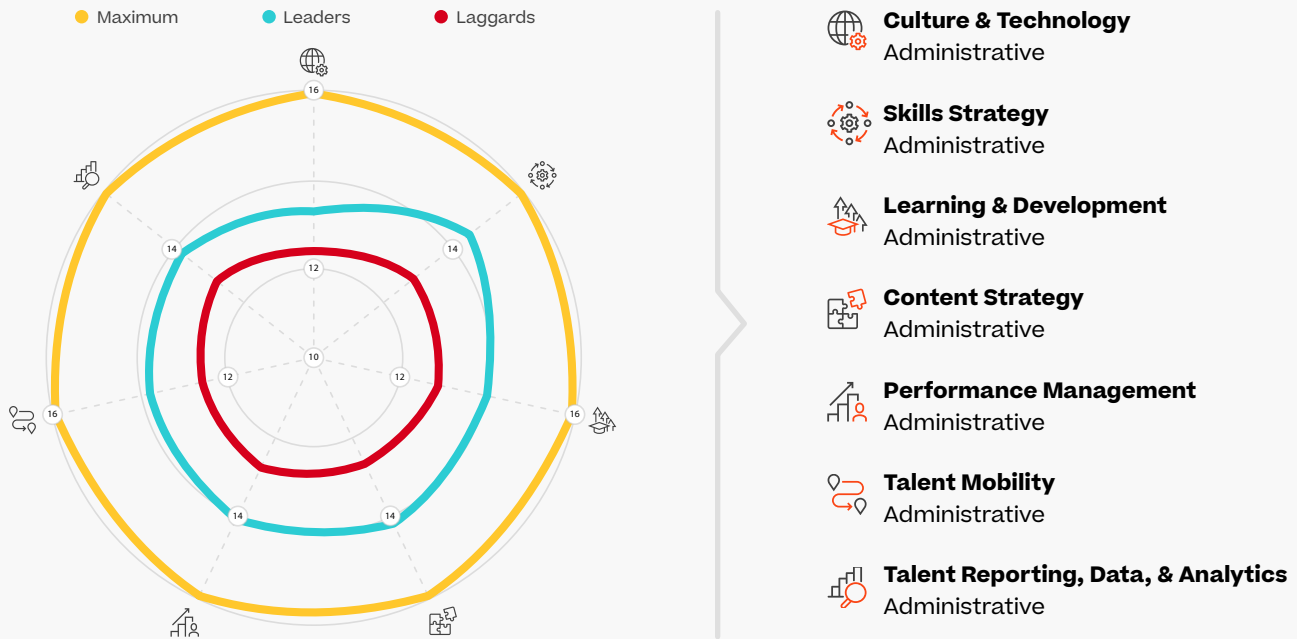 Maximum
Leaders
Laggards
16
14
14
12
10
12
12
16
16
14
14
Culture & Technology
Administrative
Skills Strategy
Administrative
Learning & Development
Administrative
Content Strategy
Administrative
Performance Management
Administrative
Talent Mobility
Administrative
Talent Reporting, Data, & Analytics
Administrative